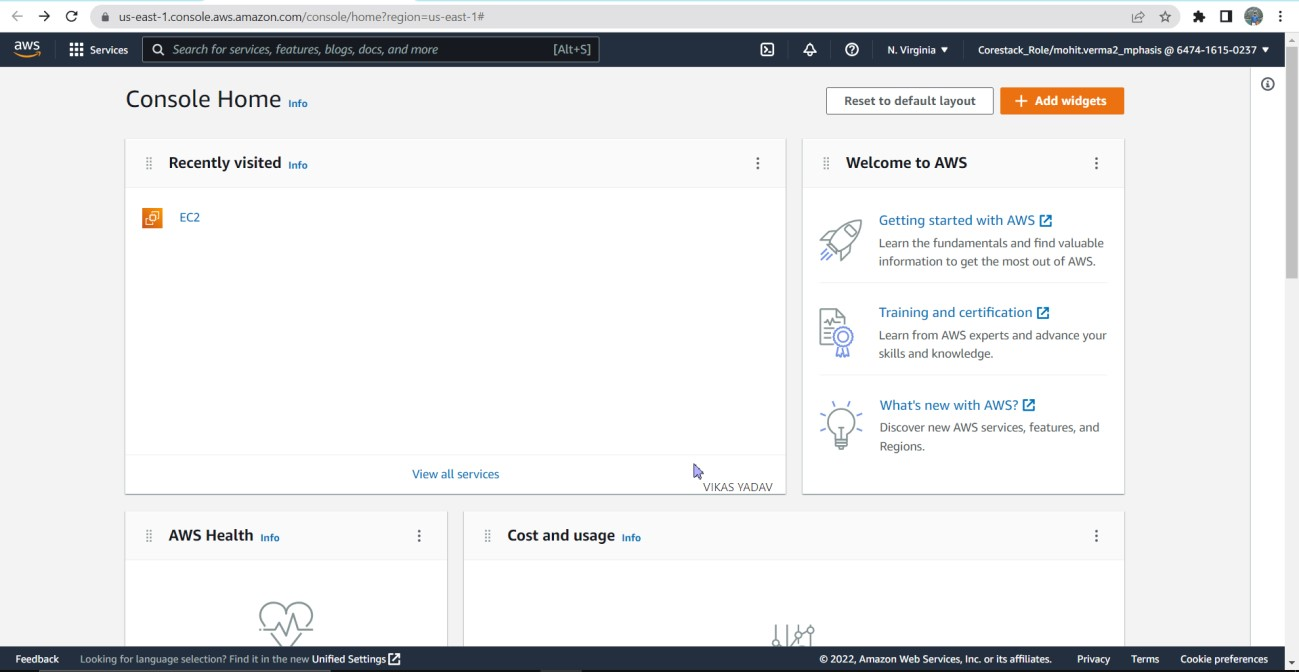 us-east-1.console.aws.amazon.com/console/home?region=us-east-1#
aws Services Search for services, features, blogs, docs, and more [Alt+S] N. Virginia ▼ Corestack_Role/mohit.verma2_mphasis @ 6474-1615-0237 ▼
Console Home Info
Reset to default layout
+ Add widgets
Recently visited Info
EC2
View all services
VIKAS YADAV
Welcome to AWS
Getting started with AWS
Learn the fundamentals and find valuable
information to get the most out of AWS.
Training and certification
Learn from AWS experts and advance your
skills and knowledge.
What's new with AWS?
Discover new AWS services, features, and
Regions.
AWS Health Info
Cost and usage Info
Feedback Looking for language selection? Find it in the new Unified Settings © 2022, Amazon Web Services, Inc. or its affiliates. Privacy Terms Cookie preferences